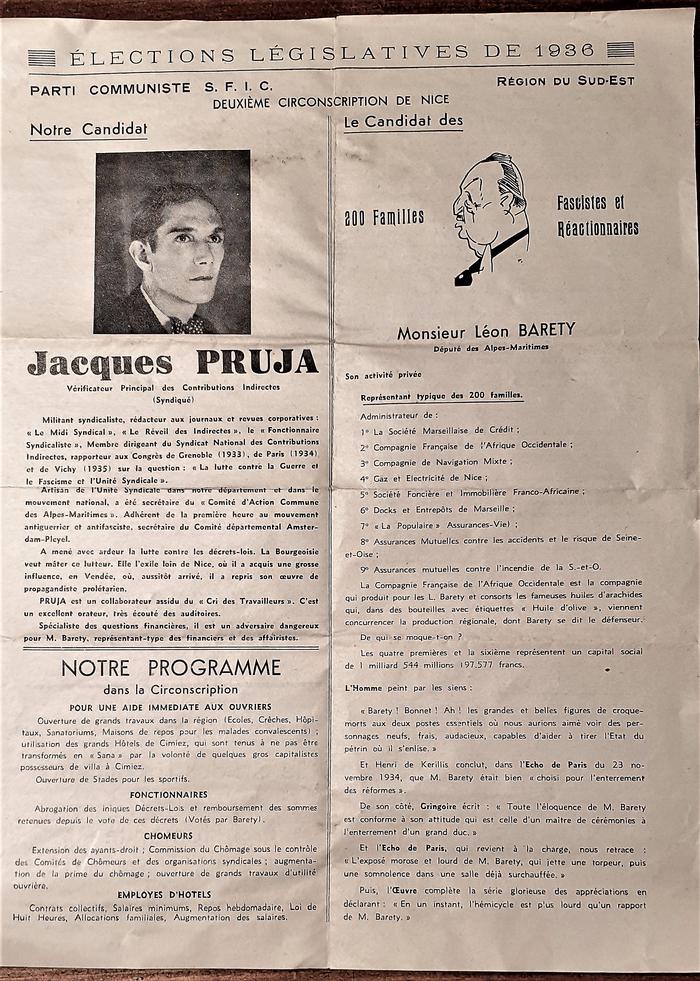 ÉLECTIONS LÉGISLATIVES DE 1936
PARTI COMMUNISTE S. F. I. C.
RÉGION DU SUD-EST
DEUXIÈME CIRCONSCRIPTION DE NICE
Notre Candidat
Jacques PRUJA
Vérificateur Principal des Contributions Indirectes
(Syndiqué)
Militant syndicaliste, rédacteur aux journaux et revues corporatives :
« Le Midi Syndical », « Le Réveil des Indirectes », le « Fonctionnaire
Syndicaliste », Membre dirigeant du Syndicat National des Contributions
Indirectes, rapporteur aux Congrès de Grenoble (1933), de Paris (1934)
et de Vichy (1935) sur la question : « La lutte contre la Guerre et
le Fascisme et l'Unité Syndicale ».
Artisan de l'Unité Syndicale dans notre département et dans le
mouvement national, a été secrétaire du « Comité d'Action Commune
des Alpes-Maritimes ». Adhérent de la première heure au mouvement
antiguerrier et antifasciste, secrétaire du Comité départemental Amster-
dam-Pleyel.
A mené avec ardeur la lutte contre les décrets-lois. La Bourgeoisie
veut mâter ce lutteur. Elle l'exile loin de Nice, où il a acquis une grosse
influence, en Vendée, où, aussitôt arrivé, il a repris son œuvre de
propagandiste prolétarien.
PRUJA est un collaborateur assidu du « Cri des Travailleurs ». C'est
un excellent orateur, très écouté des auditoires.
Spécialiste des questions financières, il est un adversaire dangereux
pour M. Barety, représentant-type des financiers et des affairistes.
NOTRE PROGRAMME
dans la Circonscription
POUR UNE AIDE IMMEDIATE AUX OUVRIERS
Ouverture de grands travaux dans la région (Ecoles, Crêches, Hôpi-
taux, Sanatoriums, Maisons de repos pour les malades convalescents) ;
utilisation des grands Hôtels de Cimiez, qui sont tenus à ne pas être
transformés en « Sana » par la volonté de quelques gros capitalistes
possesseurs de villa à Cimiez.
Ouverture de Stades pour les sportifs.
FONCTIONNAIRES
Abrogation des iniques Décrets-Lois et remboursement des sommes
retenues depuis le vote de ces décrets (Votés par Barety).
CHOMEURS
Extension des ayants-droit ; Commission du Chômage sous le contrôle
des Comités de Chômeurs et des organisations syndicales ; augmenta-
tion de la prime du chômage ; ouverture de grands travaux d'utilité
ouvrière.
EMPLOYES D'HOTELS
Contrats collectifs, Salaires minimums, Repos hebdomadaire, Loi de
Huit Heures, Allocations familiales, Augmentation des salaires.
Le Candidat des
200 Familles
Fascistes et
Réactionnaires
Monsieur Léon BARETY
Député des Alpes-Maritimes
Son activité privée
Représentant typique des 200 familles.
Administrateur de :
1° La Société Marseillaise de Crédit ;
2° Compagnie Française de l'Afrique Occidentale ;
3° Compagnie de Navigation Mixte ;
4° Gaz et Electricité de Nice ;
5° Société Foncière et Immobilière Franco-Africaine ;
6° Docks et Entrepôts de Marseille ;
7° « La Populaire » Assurances-Vie) ;
8° Assurances Mutuelles contre les accidents et le risque de Seine-
et-Oise ;
9° Assurances mutuelles contre l'incendie de la S.-et-O.
La Compagnie Française de l'Afrique Occidentale est la compagnie
qui produit pour les L. Barety et consorts les fameuses huiles d'arachides
qui, dans des bouteilles avec étiquettes « Huile d'olive », viennent
concurrencer la production régionale, dont Barety se dit le défenseur.
De qui se moque-t-on ?
Les quatre premières et la sixième représentent un capital social
de 1 milliard 544 millions 197.577 francs.
L'Homme peint par les siens :
« Barety ! Bonnet ! Ah ! les grandes et belles figures de croque-
morts aux deux postes essentiels où nous aurions aimé voir des per-
sonnages neufs, frais, audacieux, capables d'aider à tirer l'Etat du
pétrin où il s'enlise. »
Et Henri de Kerillis conclut, dans l'Echo de Paris du 23 no-
vembre 1934, que M. Barety était bien « choisi pour l'enterrement
des réformes ».
De son côté, Gringoire écrit : « Toute l'éloquence de M. Barety
est conforme à son attitude qui est celle d'un maître de cérémonies à
l'enterrement d'un grand duc. »
Et l'Echo de Paris, qui revient à la charge, nous retrace :
« L'exposé morose et lourd de M. Barety, qui jette une torpeur, puis
une somnolence dans une salle déjà surchauffée. »
Puis, l'Œuvre complète la série glorieuse des appréciations en
déclarant : « En un instant, l'hémicycle est plus lourd qu'un rapport
de M. Barety. »